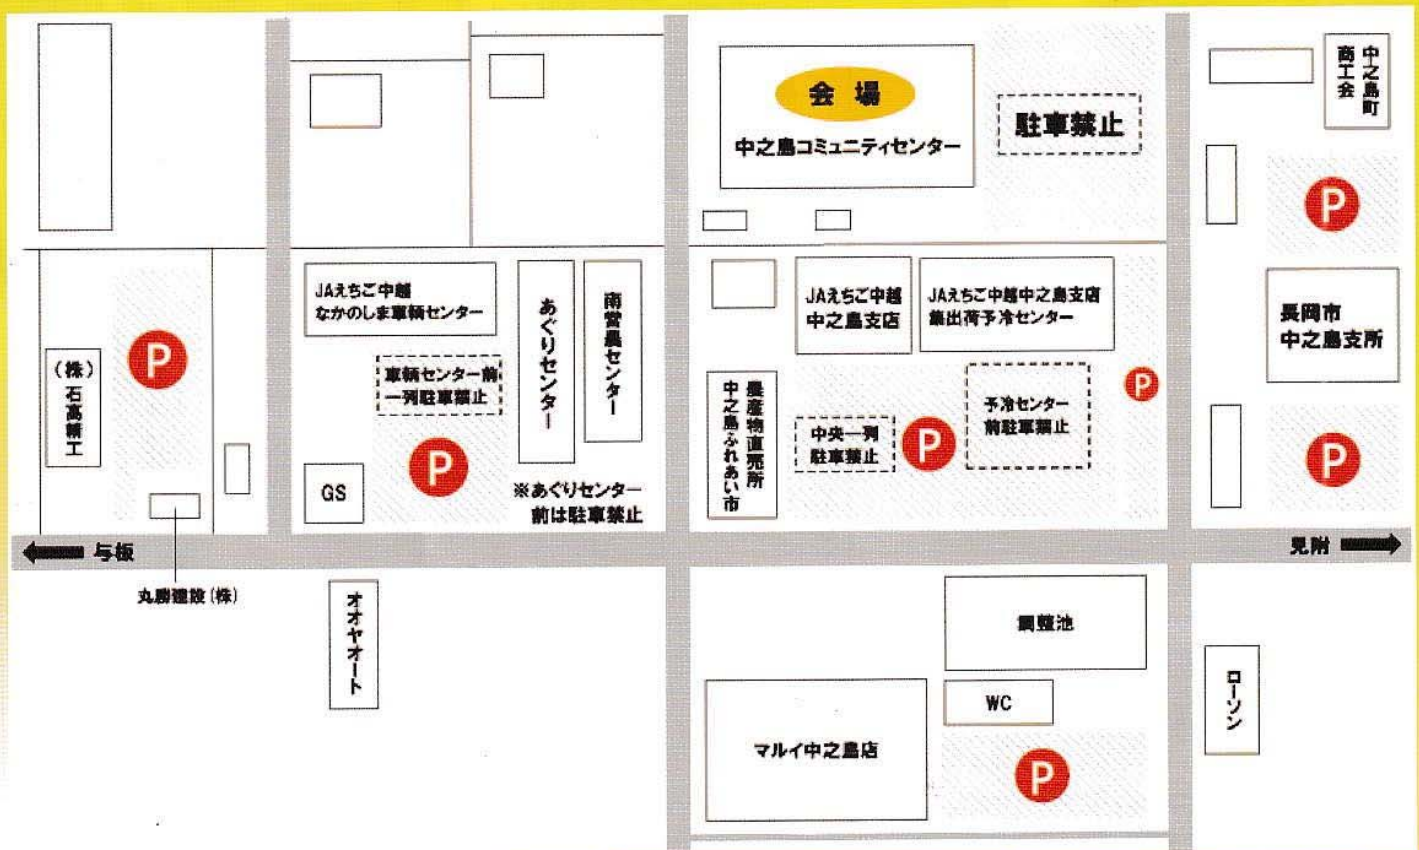 会場
中之島コミュニティセンター
駐車禁止
中之島町
商工会
P
JAえちご中越
なかのしま車輌センター
あぐりセンター
南営農センター
JAえちご中越
中之島支店
JAえちご中越中之島支店
集出荷予冷センター
長岡市
中之島支所
P
(株)石高精工
車輌センター前
一列駐車禁止
P
GS
※あぐりセンター
前は駐車禁止
農産物直売所
中之島ふれあい市
中央一列
駐車禁止
P
予冷センター
前駐車禁止
P
P
与板
見附
丸勝建設(株)
オオヤオート
調整池
WC
マルイ中之島店
P
ローソン